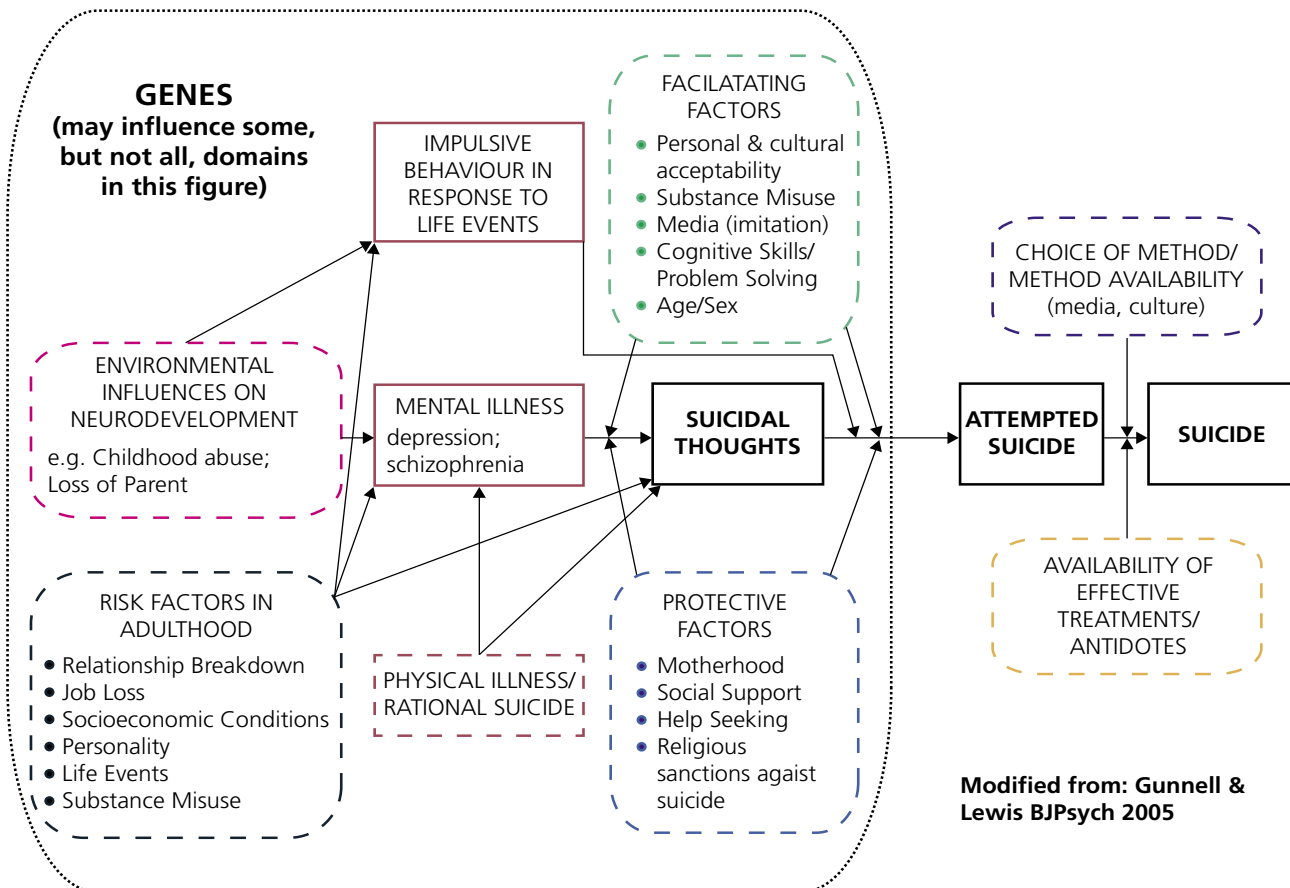 GENES
(may influence some,
but not all, domains
in this figure)
IMPULSIVE
BEHAVIOUR IN
RESPONSE TO
LIFE EVENTS
FACILATATING
FACTORS
• Personal & cultural
acceptability
• Substance Misuse
• Media (imitation)
• Cognitive Skills/
Problem Solving
• Age/Sex
CHOICE OF METHOD/
METHOD AVAILABILITY
(media, culture)
ENVIRONMENTAL
INFLUENCES ON
NEURODEVELOPMENT
e.g. Childhood abuse;
Loss of Parent
MENTAL ILLNESS
depression;
schizophrenia
SUICIDAL
THOUGHTS
ATTEMPTED
SUICIDE
SUICIDE
RISK FACTORS IN
ADULTHOOD
• Relationship Breakdown
• Job Loss
• Socioeconomic Conditions
• Personality
• Life Events
• Substance Misuse
PHYSICAL ILLNESS/
RATIONAL SUICIDE
PROTECTIVE
FACTORS
• Motherhood
• Social Support
• Help Seeking
• Religious
sanctions agaist
suicide
AVAILABILITY OF
EFFECTIVE
TREATMENTS/
ANTIDOTES
Modified from: Gunnell &
Lewis BJPsych 2005